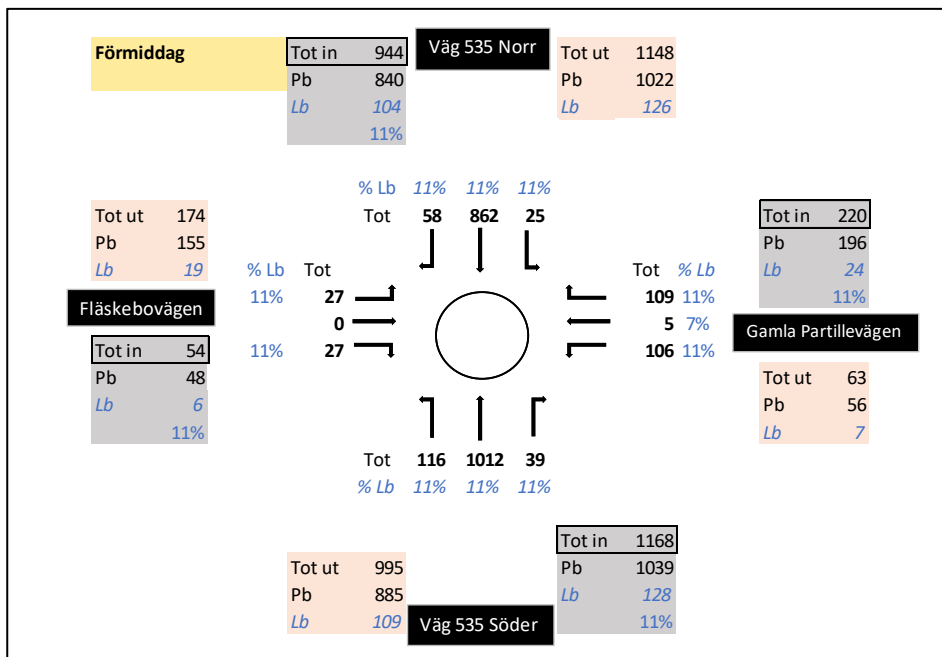 Förmiddag
Tot in 944
Pb 840
Lb 104
11%
Väg 535 Norr
Tot ut 1148
Pb 1022
Lb 126
% Lb 11% 11% 11%
Tot 58 862 25
Tot ut 174
Pb 155
Lb 19
Fläskebovägen
Tot in 54
Pb 48
Lb 6
11%
% Lb Tot
11% 27
0
11% 27
Tot % Lb
109 11%
5 7%
106 11%
Tot in 220
Pb 196
Lb 24
11%
Gamla Partillevägen
Tot ut 63
Pb 56
Lb 7
Tot 116 1012 39
% Lb 11% 11% 11%
Tot ut 995
Pb 885
Lb 109
Väg 535 Söder
Tot in 1168
Pb 1039
Lb 128
11%